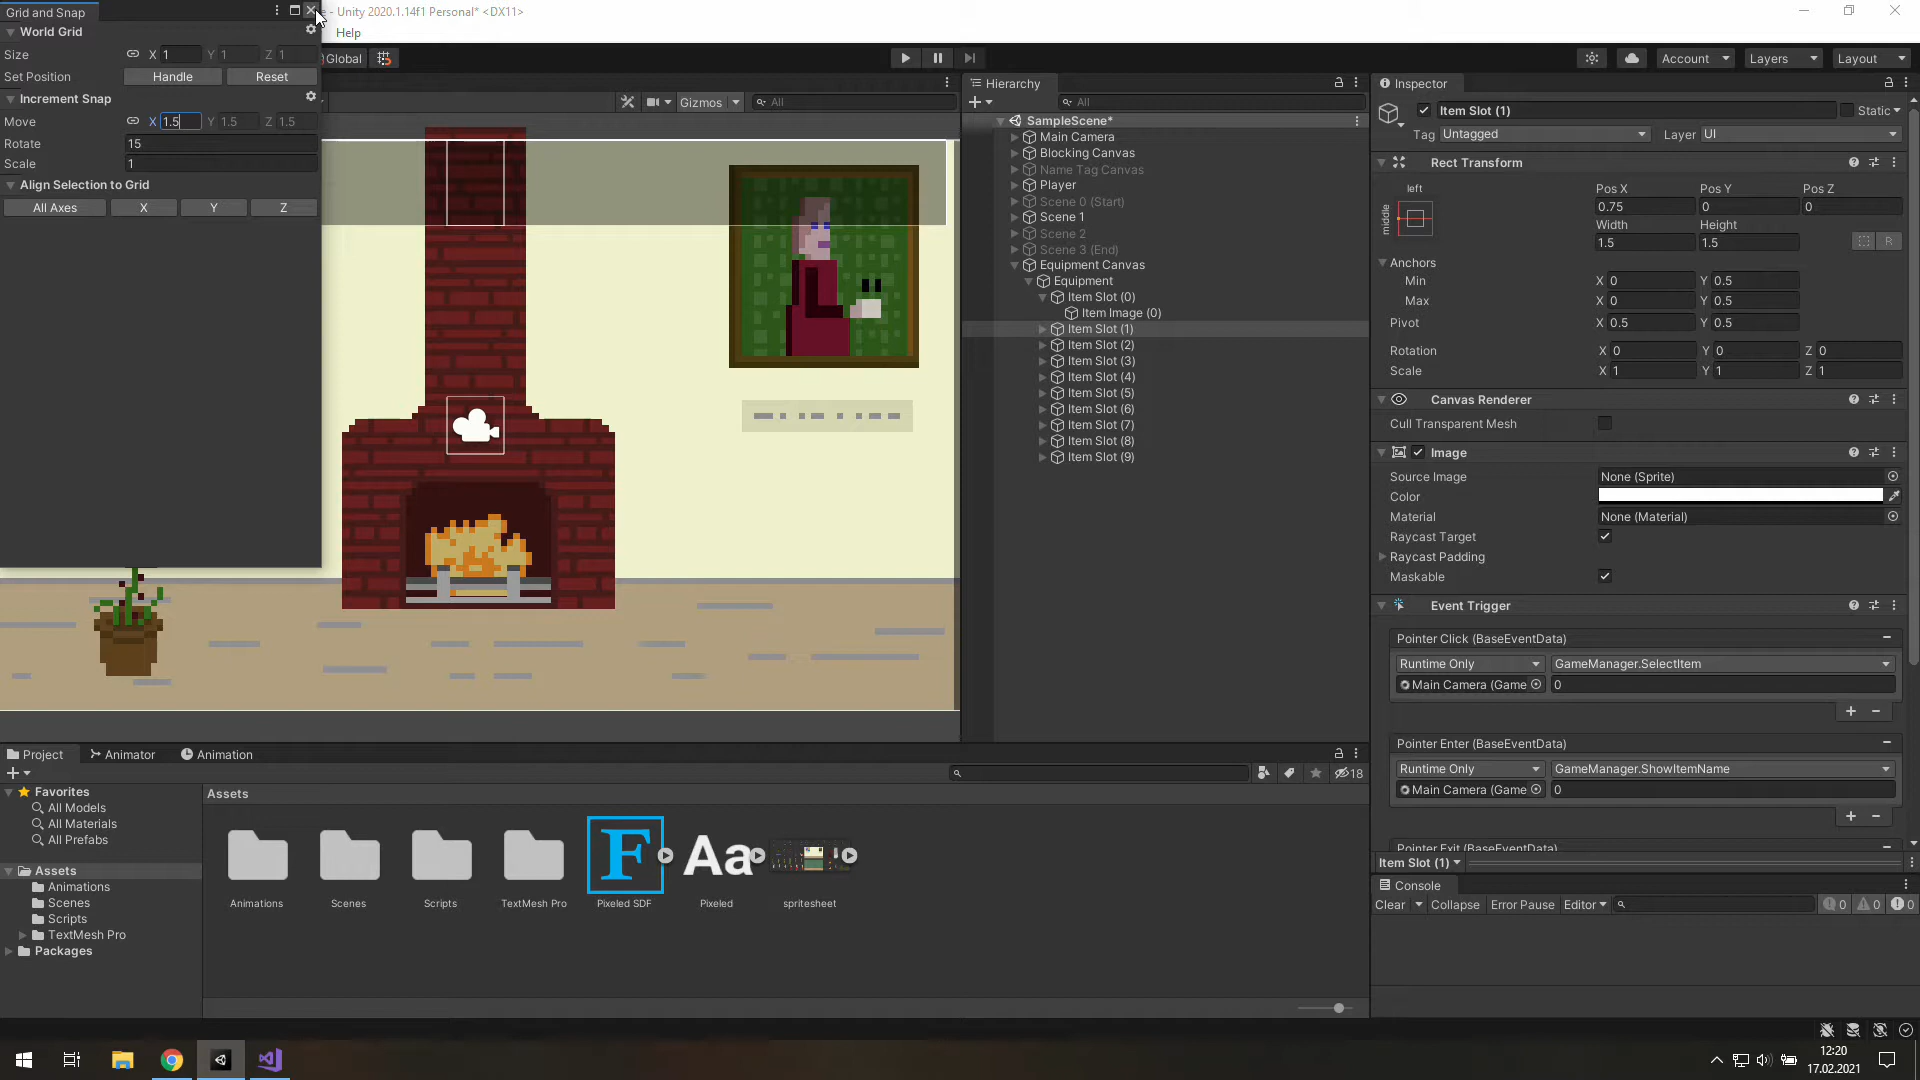 Grid and Snap
- Unity 2020.1.14f1 Personal* <DX11>
World Grid
Help
Size X 1 Y 1 Z 1
Global
Set Position Handle Reset
Account Layers Layout
Increment Snap
Move X 1.5 Y 1.5 Z 1.5
Rotate 15
Scale 1
Align Selection to Grid
All Axes X Y Z
Gizmos All
Hierarchy
All
SampleScene*
Main Camera
Blocking Canvas
Name Tag Canvas
Player
Scene 0 (Start)
Scene 1
Scene 2
Scene 3 (End)
Equipment Canvas
Equipment
Item Slot (0)
Item Image (0)
Item Slot (1)
Item Slot (2)
Item Slot (3)
Item Slot (4)
Item Slot (5)
Item Slot (6)
Item Slot (7)
Item Slot (8)
Item Slot (9)
Inspector
Item Slot (1) Static
Tag Untagged Layer UI
Rect Transform
left Pos X Pos Y Pos Z
middle 0.75 0 0
Width Height
1.5 1.5 R
Anchors
Min X 0 Y 0.5
Max X 0 Y 0.5
Pivot X 0.5 Y 0.5
Rotation X 0 Y 0 Z 0
Scale X 1 Y 1 Z 1
Canvas Renderer
Cull Transparent Mesh
Image
Source Image None (Sprite)
Color
Material None (Material)
Raycast Target
Raycast Padding
Maskable
Event Trigger
Pointer Click (BaseEventData)
Runtime Only GameManager.SelectItem
Main Camera (Game 0
Pointer Enter (BaseEventData)
Runtime Only GameManager.ShowItemName
Main Camera (Game 0
Pointer Exit (BaseEventData)
Item Slot (1)
Console
Clear Collapse Error Pause Editor 0 0 0
Project Animator Animation
18
Favorites
All Models
All Materials
All Prefabs
Assets
Animations
Scenes
Scripts
TextMesh Pro
Packages
Assets
F Aa
Animations Scenes Scripts TextMesh Pro Pixeled SDF Pixeled spritesheet
12:20
17.02.2021